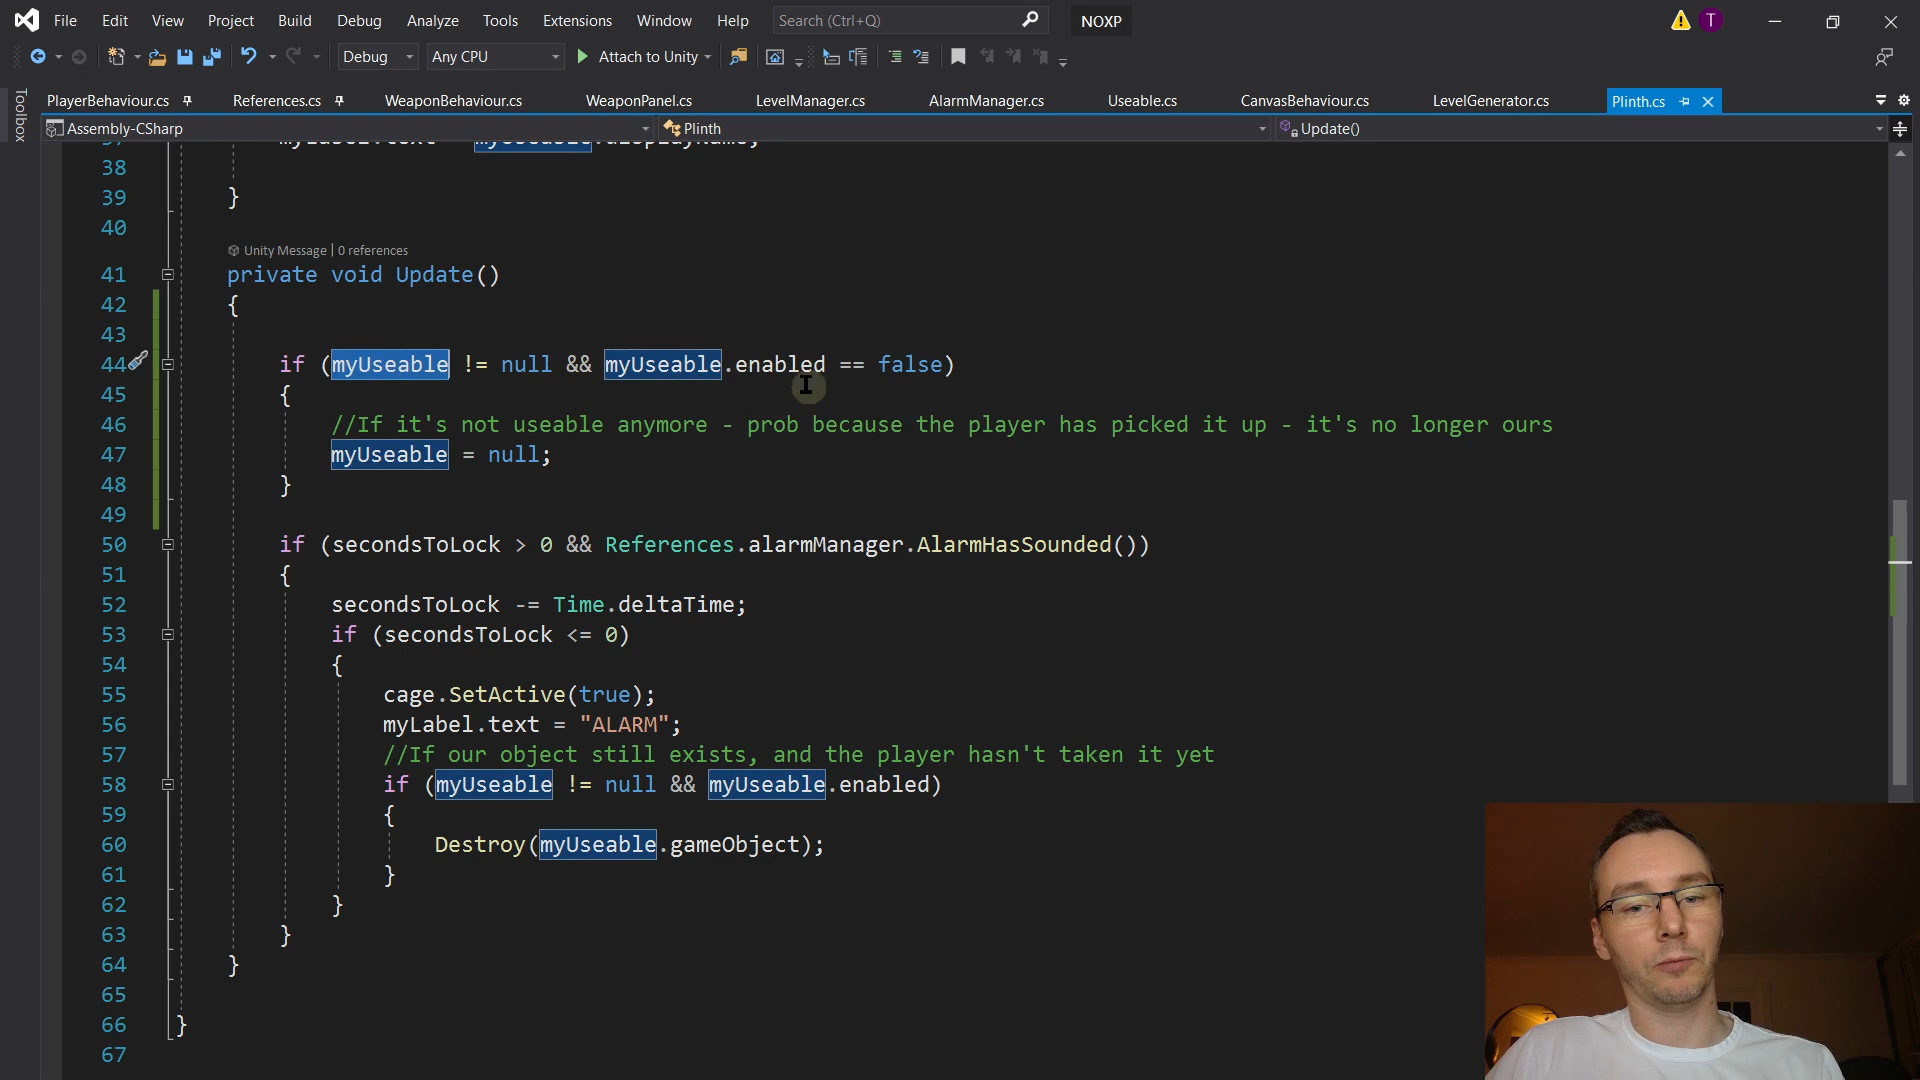 File Edit View Project Build Debug Analyze Tools Extensions Window Help Search (Ctrl+Q) NOXP T
Debug Any CPU Attach to Unity
PlayerBehaviour.cs References.cs WeaponBehaviour.cs WeaponPanel.cs LevelManager.cs AlarmManager.cs Useable.cs CanvasBehaviour.cs LevelGenerator.cs Plinth.cs
Toolbox
Assembly-CSharp Plinth Update()
37 myLabel.text = myUseable.displayName;
38
39 }
40
Unity Message | 0 references
41 private void Update()
42 {
43
44 if (myUseable != null && myUseable.enabled == false)
45 {
46 //If it's not useable anymore - prob because the player has picked it up - it's no longer ours
47 myUseable = null;
48 }
49
50 if (secondsToLock > 0 && References.alarmManager.AlarmHasSounded())
51 {
52 secondsToLock -= Time.deltaTime;
53 if (secondsToLock <= 0)
54 {
55 cage.SetActive(true);
56 myLabel.text = "ALARM";
57 //If our object still exists, and the player hasn't taken it yet
58 if (myUseable != null && myUseable.enabled)
59 {
60 Destroy(myUseable.gameObject);
61 }
62 }
63 }
64 }
65
66 }
67